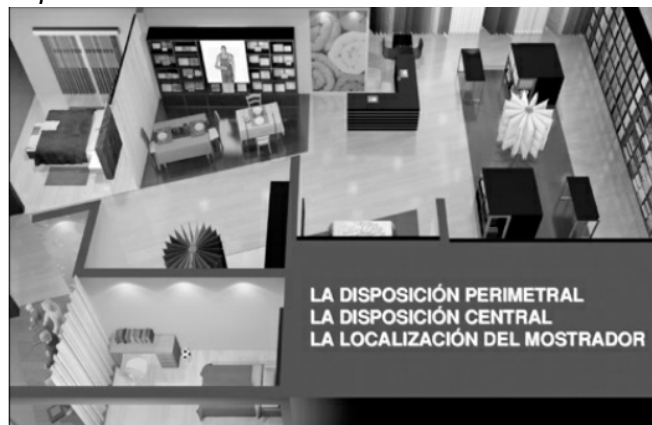 LA DISPOSICIÓN PERIMETRAL
LA DISPOSICIÓN CENTRAL
LA LOCALIZACIÓN DEL MOSTRADOR